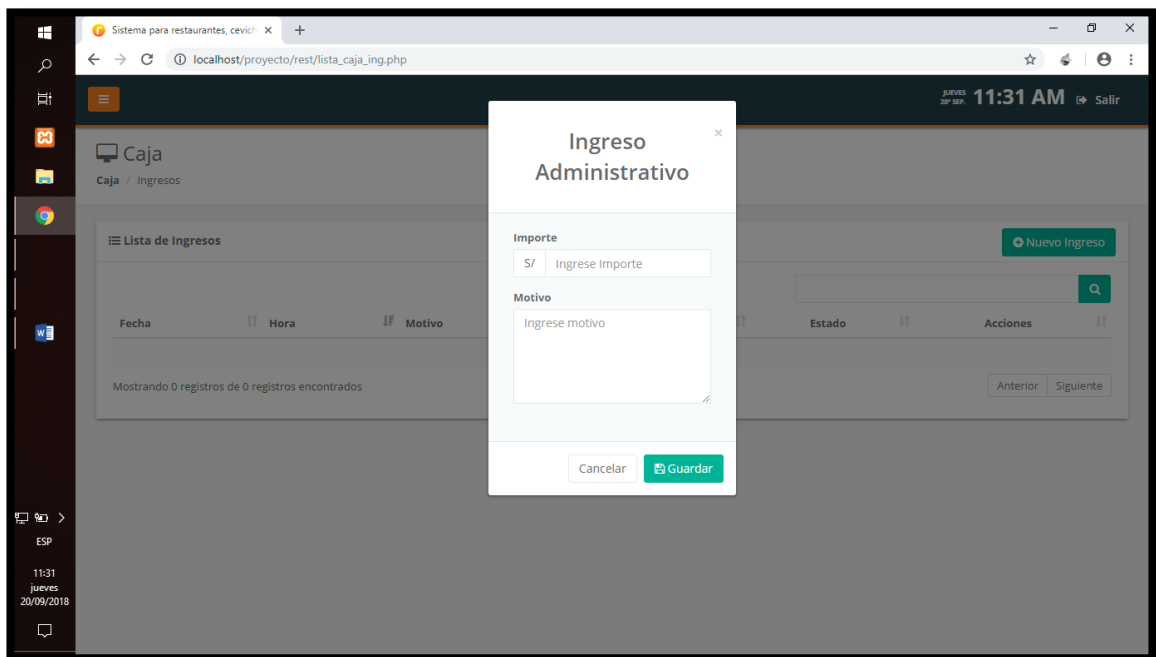 Sistema para restaurantes, cevich
localhost/proyecto/rest/lista_caja_ing.php
JUEVES
20° SEP.
11:31 AM
Salir
Caja
Caja / Ingresos
Ingreso
Administrativo
×
Lista de Ingresos
Nuevo Ingreso
Importe
S/ Ingrese Importe
Motivo
Ingrese motivo
Fecha Hora Motivo Estado Acciones
Mostrando 0 registros de 0 registros encontrados
Anterior Siguiente
Cancelar Guardar
ESP
11:31
jueves
20/09/2018